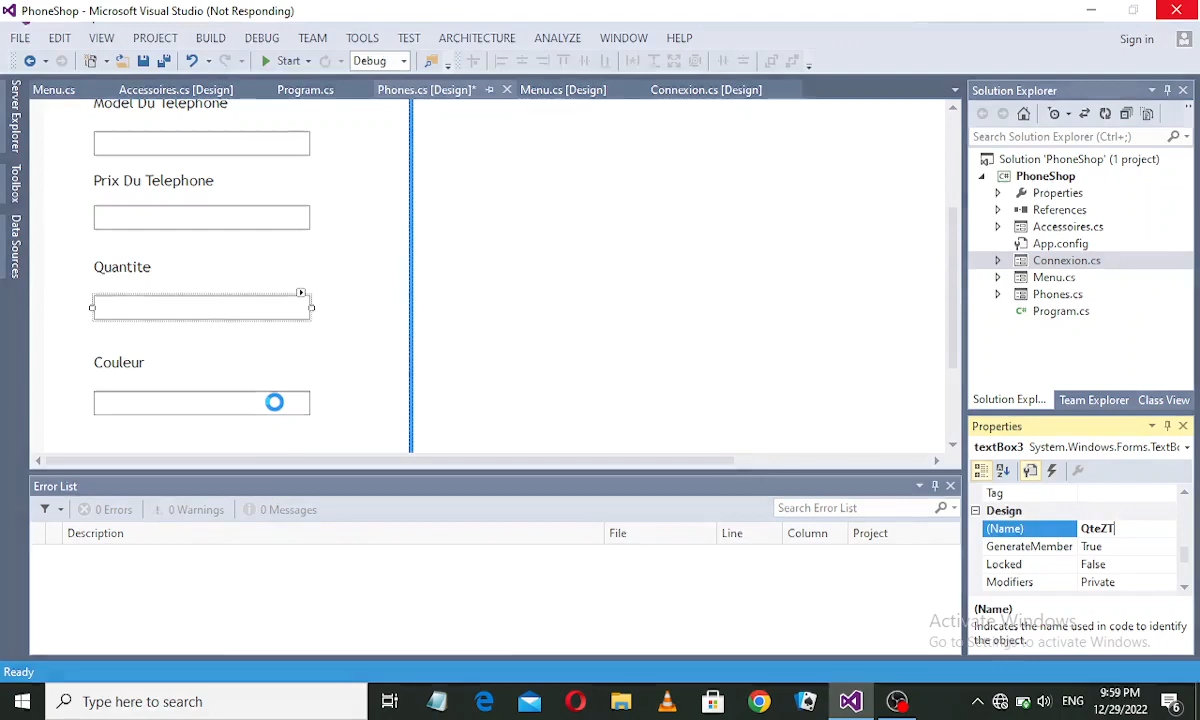 PhoneShop - Microsoft Visual Studio (Not Responding)
FILE EDIT VIEW PROJECT BUILD DEBUG TEAM TOOLS TEST ARCHITECTURE ANALYZE WINDOW HELP
Sign in
Start Debug
Menu.cs Accessoires.cs [Design] Program.cs Phones.cs [Design]* Menu.cs [Design] Connexion.cs [Design]
Server Explorer
Toolbox
Data Sources
Model Du Telephone
Prix Du Telephone
Quantite
Couleur
Solution Explorer
Search Solution Explorer (Ctrl+;)
Solution 'PhoneShop' (1 project)
PhoneShop
Properties
References
Accessoires.cs
App.config
Connexion.cs
Menu.cs
Phones.cs
Program.cs
Solution Expl... Team Explorer Class View
Properties
textBox3 System.Windows.Forms.TextBo
Tag
Design
(Name) QteZT
GenerateMember True
Locked False
Modifiers Private
(Name)
Indicates the name used in code to identify
the object.
Error List
0 Errors 0 Warnings 0 Messages
Search Error List
Description File Line Column Project
Activate Windows
Go to Settings to activate Windows.
Ready
Type here to search
ENG
9:59 PM
12/29/2022
6